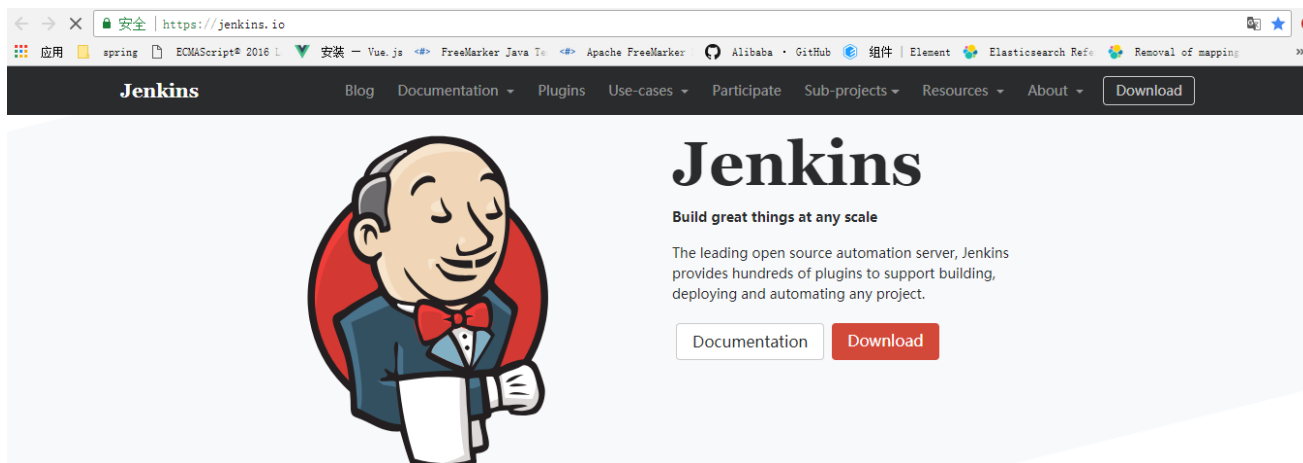 安全 | https://jenkins.io
应用 spring ECMAScript® 2016 L 安装 — Vue.js FreeMarker Java Te Apache FreeMarker Alibaba · GitHub 组件 | Element Elasticsearch Refe Removal of mapping »
Jenkins Blog Documentation Plugins Use-cases Participate Sub-projects Resources About Download
Jenkins
Build great things at any scale
The leading open source automation server, Jenkins
provides hundreds of plugins to support building,
deploying and automating any project.
Documentation Download